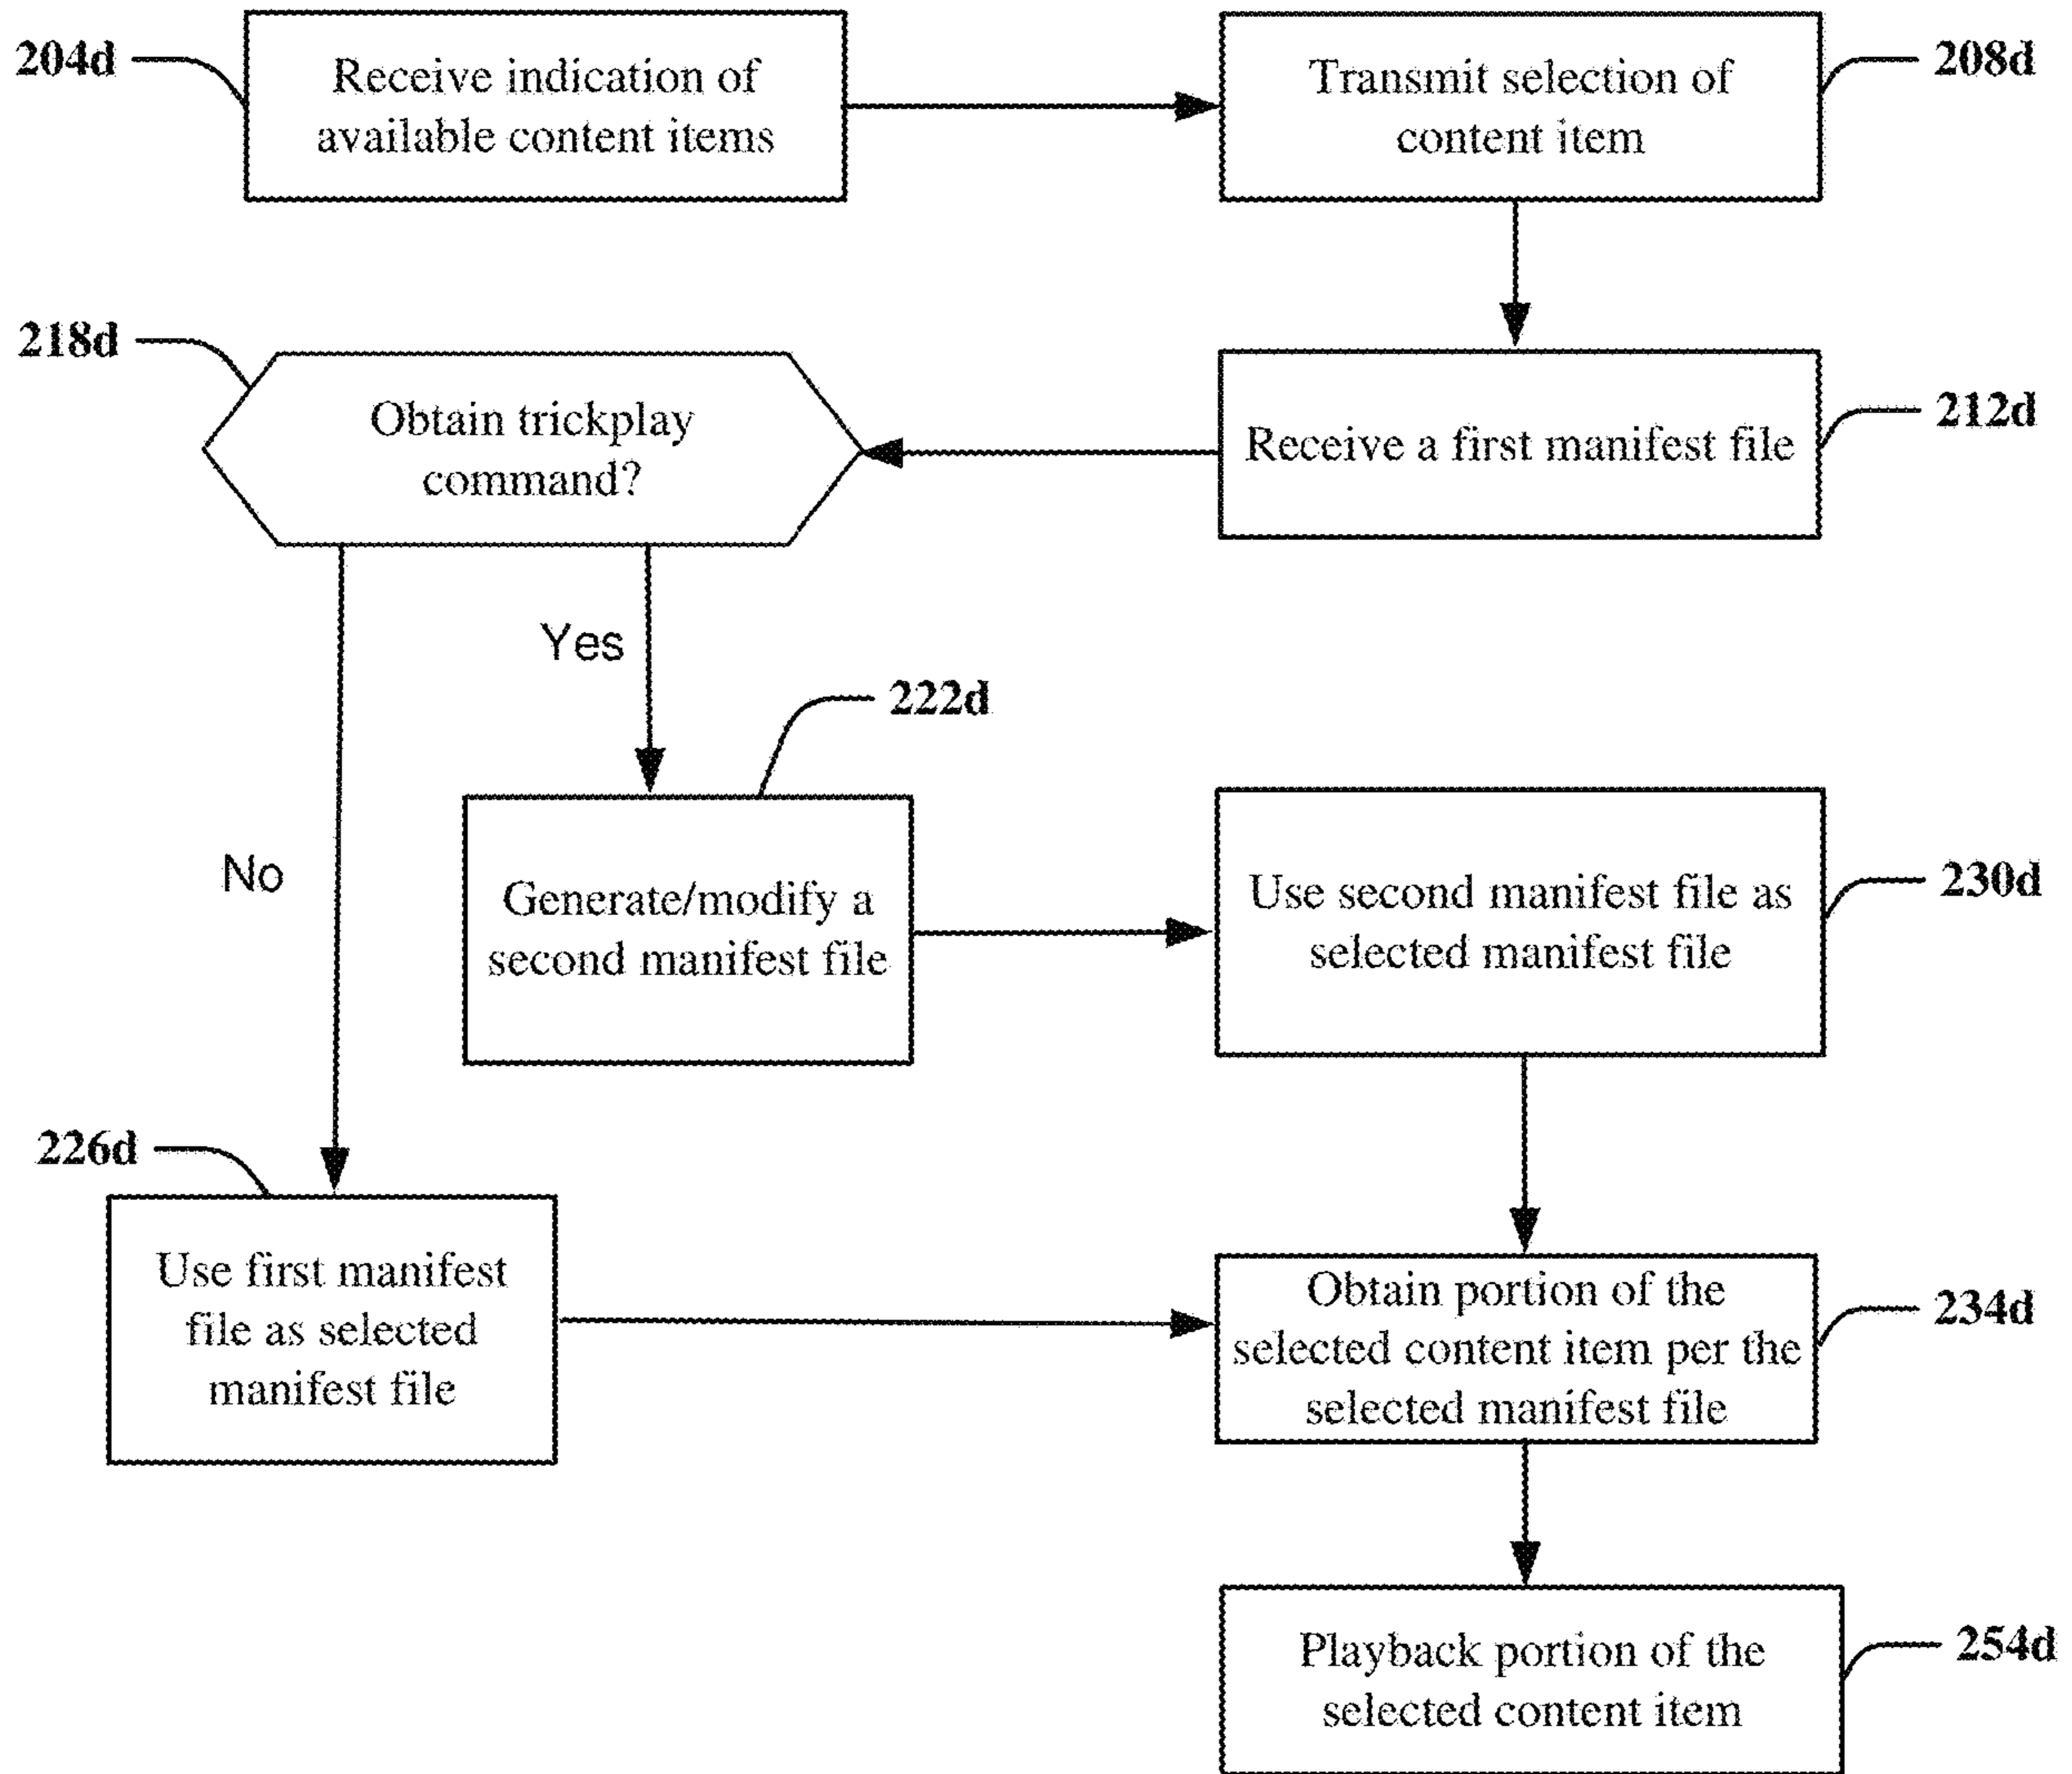 204d
Receive indication of
available content items
Transmit selection of
content item
208d
218d
Obtain trickplay
command?
Receive a first manifest file
212d
Yes
No
222d
Generate/modify a
second manifest file
Use second manifest file as
selected manifest file
230d
226d
Use first manifest
file as selected
manifest file
Obtain portion of the
selected content item per the
selected manifest file
234d
Playback portion of the
selected content item
254d